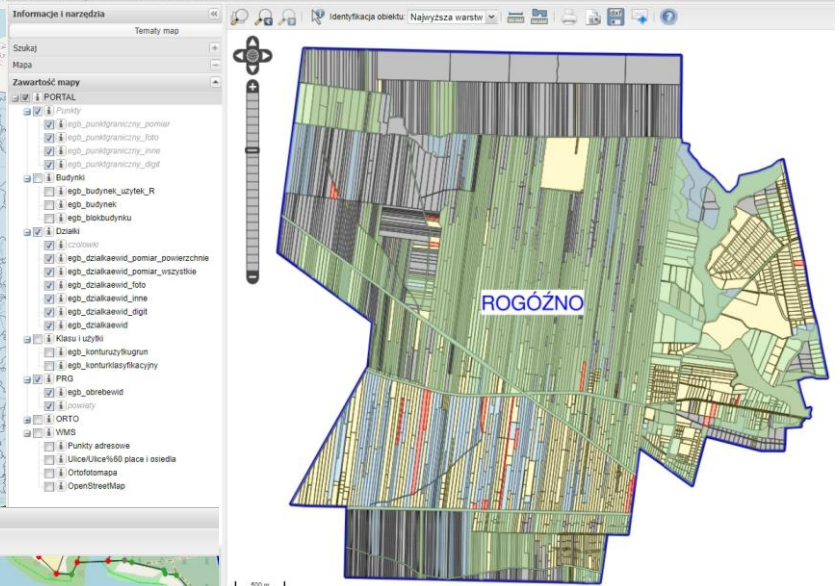 Informacje i narzędzia
Tematy map
Szukaj
Mapa
Zawartość mapy
PORTAL
Punkty
egb_punktgraniczny_pomiar
egb_punktgraniczny_foto
egb_punktgraniczny_inne
egb_punktgraniczny_digit
Budynki
egb_budynek_uzytek_R
egb_budynek
egb_blokbudynku
Działki
czolowki
egb_dzialkaewid_pomiar_powierzchnie
egb_dzialkaewid_pomiar_wszystkie
egb_dzialkaewid_foto
egb_dzialkaewid_inne
egb_dzialkaewid_digit
egb_dzialkaewid
Klasu i użytki
egb_konturuzytkugrun
egb_konturklasyfikacyjny
PRG
egb_obrebewid
powiaty
ORTO
WMS
Punkty adresowe
Ulice/Ulice%60 place i osiedla
Ortofotomapa
OpenStreetMap
Identyfikacja obiektu: Najwyższa warstw
ROGÓŹNO
500 m